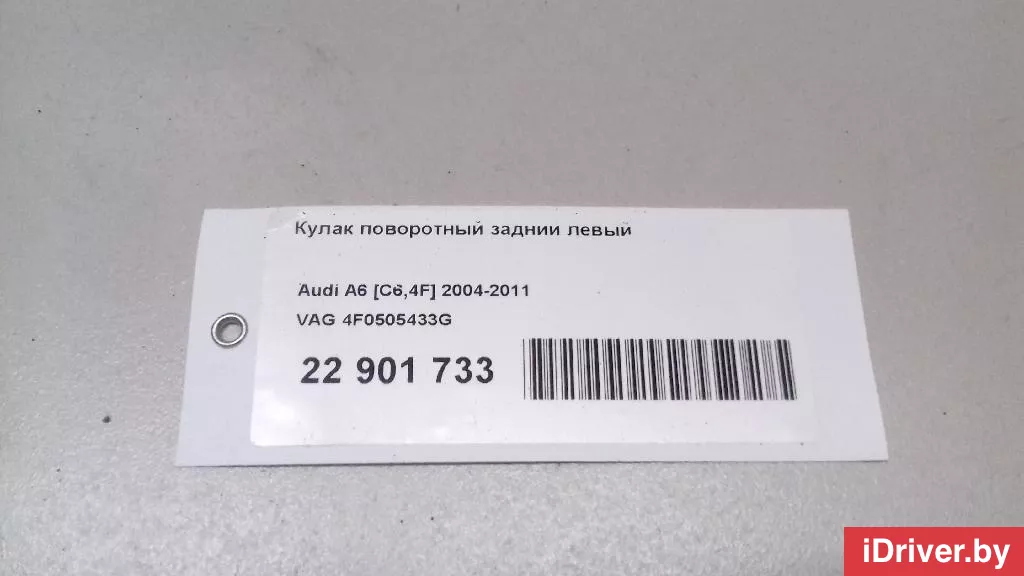 Кулак поворотный заднии левый
Audi A6 [C6,4F] 2004-2011
VAG 4F0505433G
22 901 733
iDriver.by